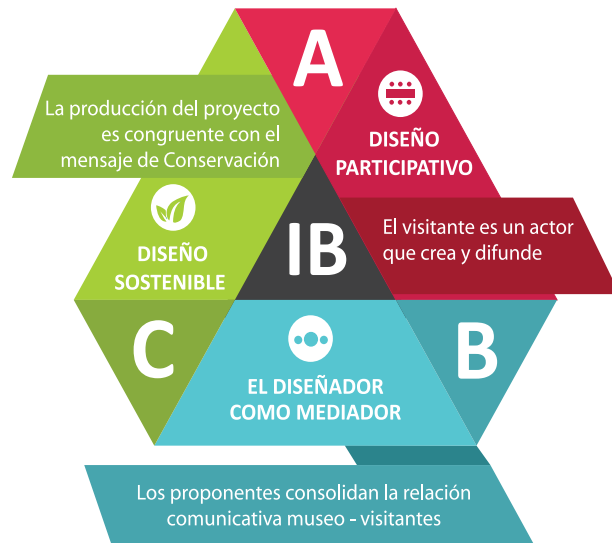 A
La producción del proyecto
es congruente con el
mensaje de Conservación
DISEÑO
PARTICIPATIVO
El visitante es un actor
que crea y difunde
DISEÑO
SOSTENIBLE
IB
C
B
EL DISEÑADOR
COMO MEDIADOR
Los proponentes consolidan la relación
comunicativa museo - visitantes